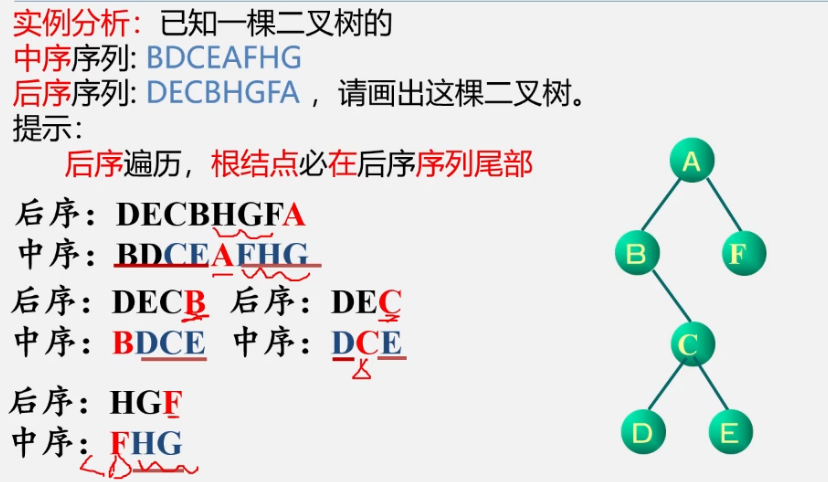 实例分析：已知一棵二叉树的
中序序列: BDCEAFHG
后序序列: DECBHGFA ，请画出这棵二叉树。
提示：
后序遍历，根结点必在后序序列尾部
后序：DECBHGFA
中序：BDCEAFHG
后序：DECB 后序：DEC
中序：BDCE 中序：DCE
后序：HGF
中序：FHG
A
B F
C
D E